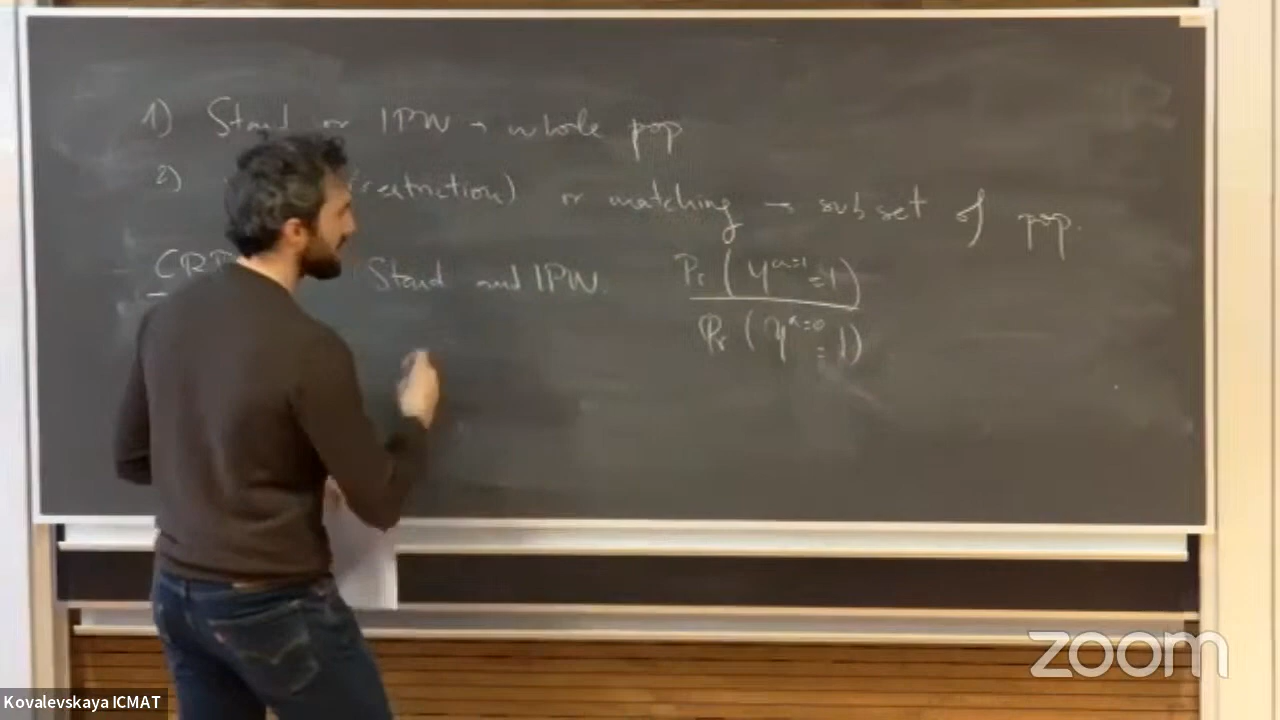 1) Stand or IPW → whole pop
2) (restriction) or matching → subset of pop.
CRR Stand and IPW. Pr (Y^{a=1} = 1)
Pr (Y^{a=0} = 1)
zoom
Kovalevskaya ICMAT